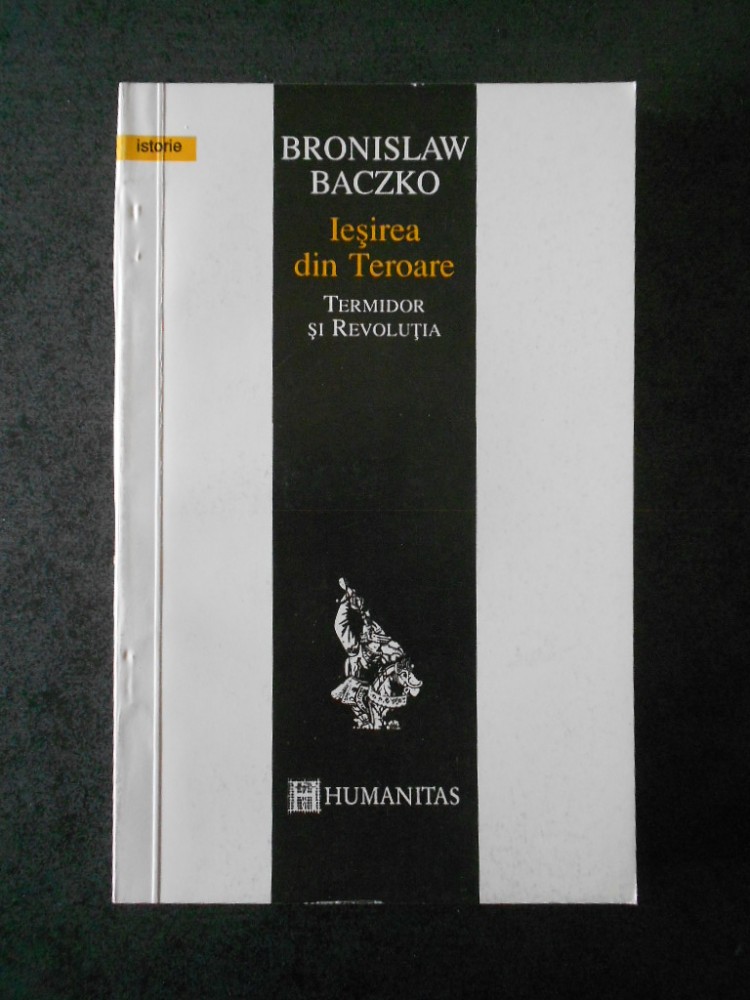 istorie
BRONISLAW
BACZKO
Ieşirea
din Teroare
TERMIDOR
ŞI REVOLUŢIA
HUMANITAS